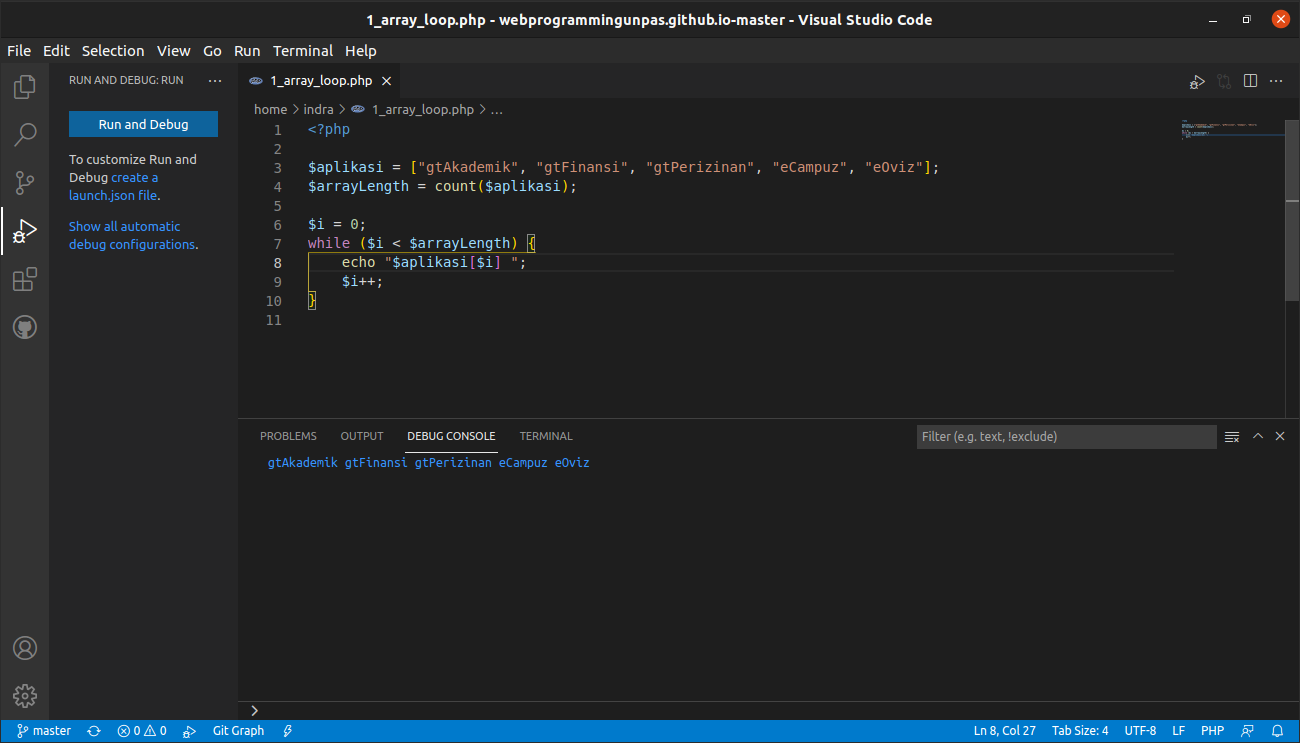 1_array_loop.php - webprogrammingunpas.github.io-master - Visual Studio Code
File Edit Selection View Go Run Terminal Help
RUN AND DEBUG: RUN ...
Run and Debug
To customize Run and
Debug create a
launch.json file.
Show all automatic
debug configurations.
1_array_loop.php
home > indra > 1_array_loop.php > ...
1 <?php
2
3 $aplikasi = ["gtAkademik", "gtFinansi", "gtPerizinan", "eCampuz", "eOviz"];
4 $arrayLength = count($aplikasi);
5
6 $i = 0;
7 while ($i < $arrayLength) {
8     echo "$aplikasi[$i] ";
9     $i++;
10 }
11
PROBLEMS OUTPUT DEBUG CONSOLE TERMINAL Filter (e.g. text, !exclude)
gtAkademik gtFinansi gtPerizinan eCampuz eOviz
master 0 0 Git Graph Ln 8, Col 27 Tab Size: 4 UTF-8 LF PHP